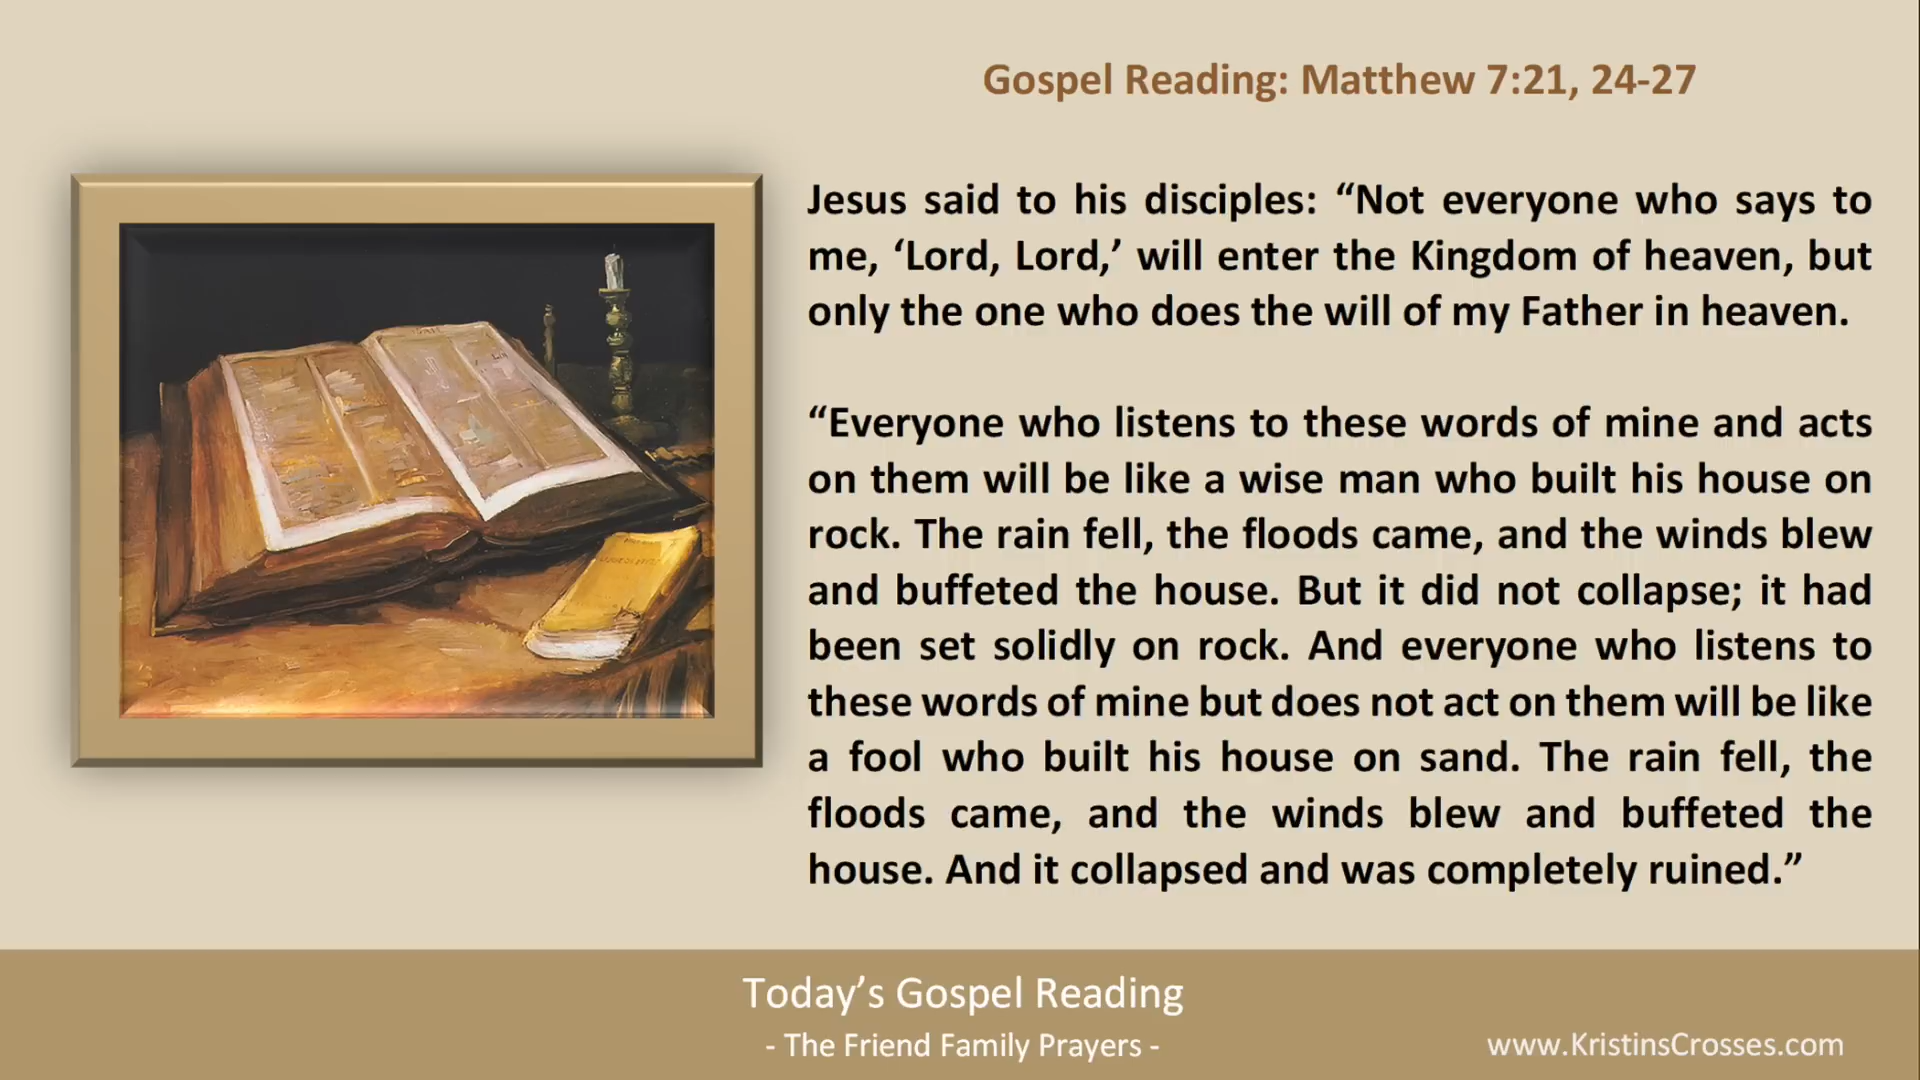 Gospel Reading: Matthew 7:21, 24-27
Jesus said to his disciples: “Not everyone who says to
me, ‘Lord, Lord,’ will enter the Kingdom of heaven, but
only the one who does the will of my Father in heaven.
“Everyone who listens to these words of mine and acts
on them will be like a wise man who built his house on
rock. The rain fell, the floods came, and the winds blew
and buffeted the house. But it did not collapse; it had
been set solidly on rock. And everyone who listens to
these words of mine but does not act on them will be like
a fool who built his house on sand. The rain fell, the
floods came, and the winds blew and buffeted the
house. And it collapsed and was completely ruined.”
Today’s Gospel Reading
- The Friend Family Prayers -
www.KristinsCrosses.com